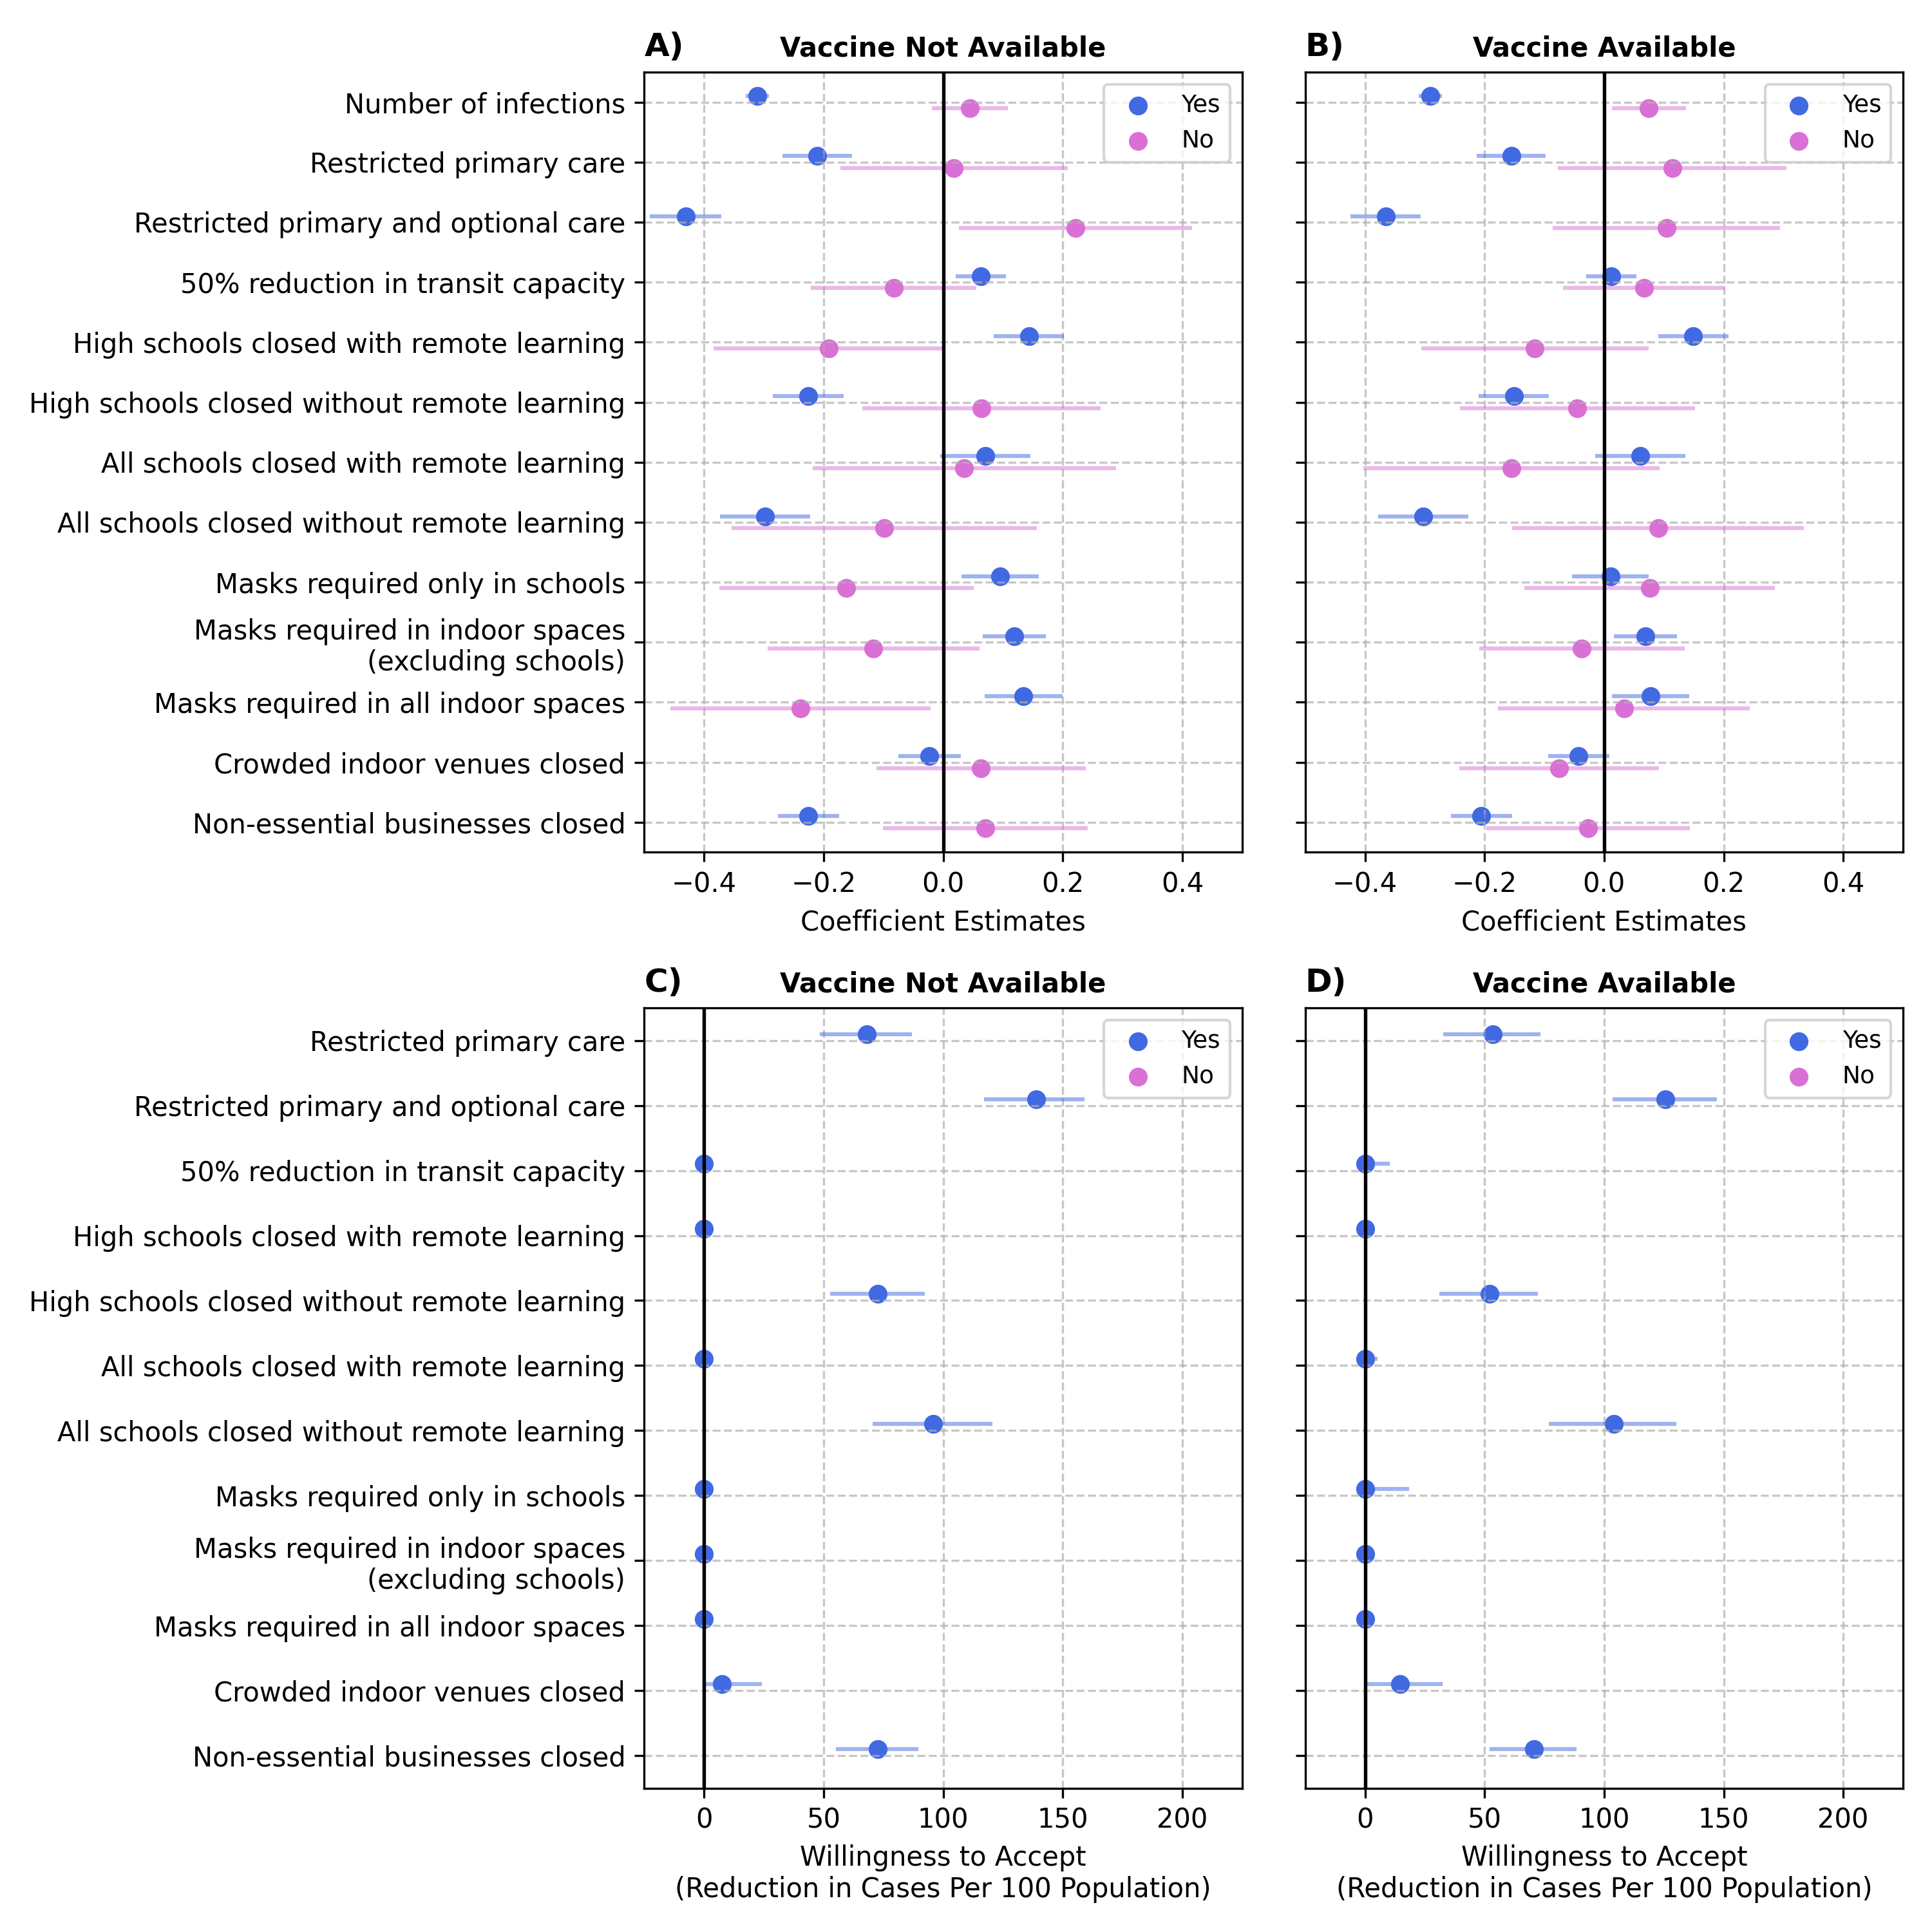 A) Vaccine Not Available
B) Vaccine Available
Yes
No
Yes
No
Number of infections
Restricted primary care
Restricted primary and optional care
50% reduction in transit capacity
High schools closed with remote learning
High schools closed without remote learning
All schools closed with remote learning
All schools closed without remote learning
Masks required only in schools
Masks required in indoor spaces
(excluding schools)
Masks required in all indoor spaces
Crowded indoor venues closed
Non-essential businesses closed
−0.4 −0.2 0.0 0.2 0.4
−0.4 −0.2 0.0 0.2 0.4
Coefficient Estimates
Coefficient Estimates
C) Vaccine Not Available
D) Vaccine Available
Yes
No
Yes
No
Restricted primary care
Restricted primary and optional care
50% reduction in transit capacity
High schools closed with remote learning
High schools closed without remote learning
All schools closed with remote learning
All schools closed without remote learning
Masks required only in schools
Masks required in indoor spaces
(excluding schools)
Masks required in all indoor spaces
Crowded indoor venues closed
Non-essential businesses closed
0 50 100 150 200
0 50 100 150 200
Willingness to Accept
(Reduction in Cases Per 100 Population)
Willingness to Accept
(Reduction in Cases Per 100 Population)